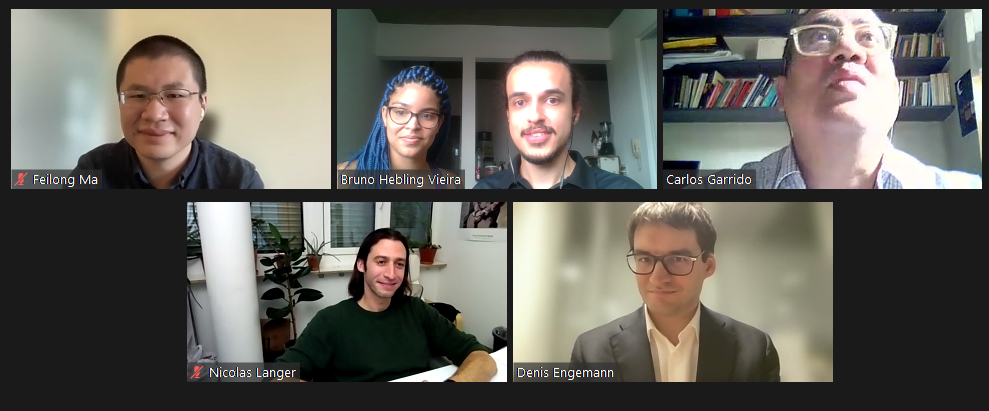 Feilong Ma
Bruno Hebling Vieira
Carlos Garrido
Nicolas Langer
Denis Engemann